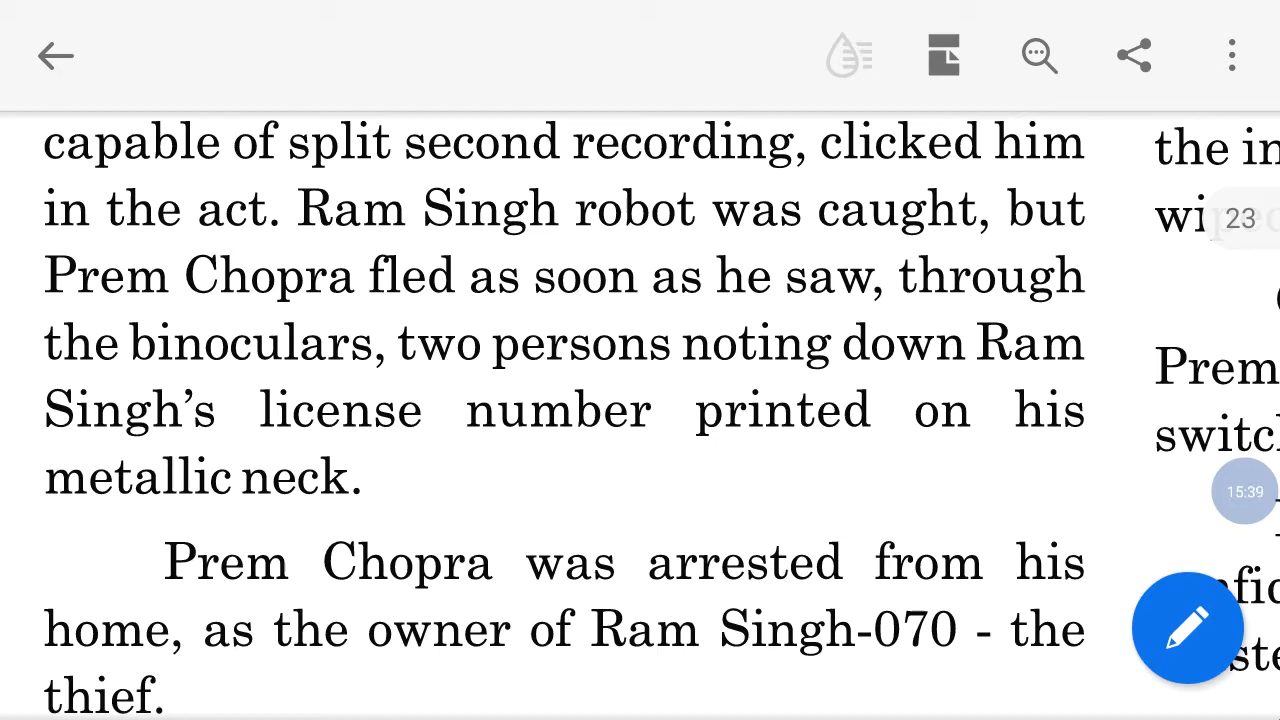 capable of split second recording, clicked him
in the act. Ram Singh robot was caught, but
Prem Chopra fled as soon as he saw, through
the binoculars, two persons noting down Ram
Singh's license number printed on his
metallic neck.
Prem Chopra was arrested from his
home, as the owner of Ram Singh-070 - the
thief.
the in
23
Prem
switch
15:39